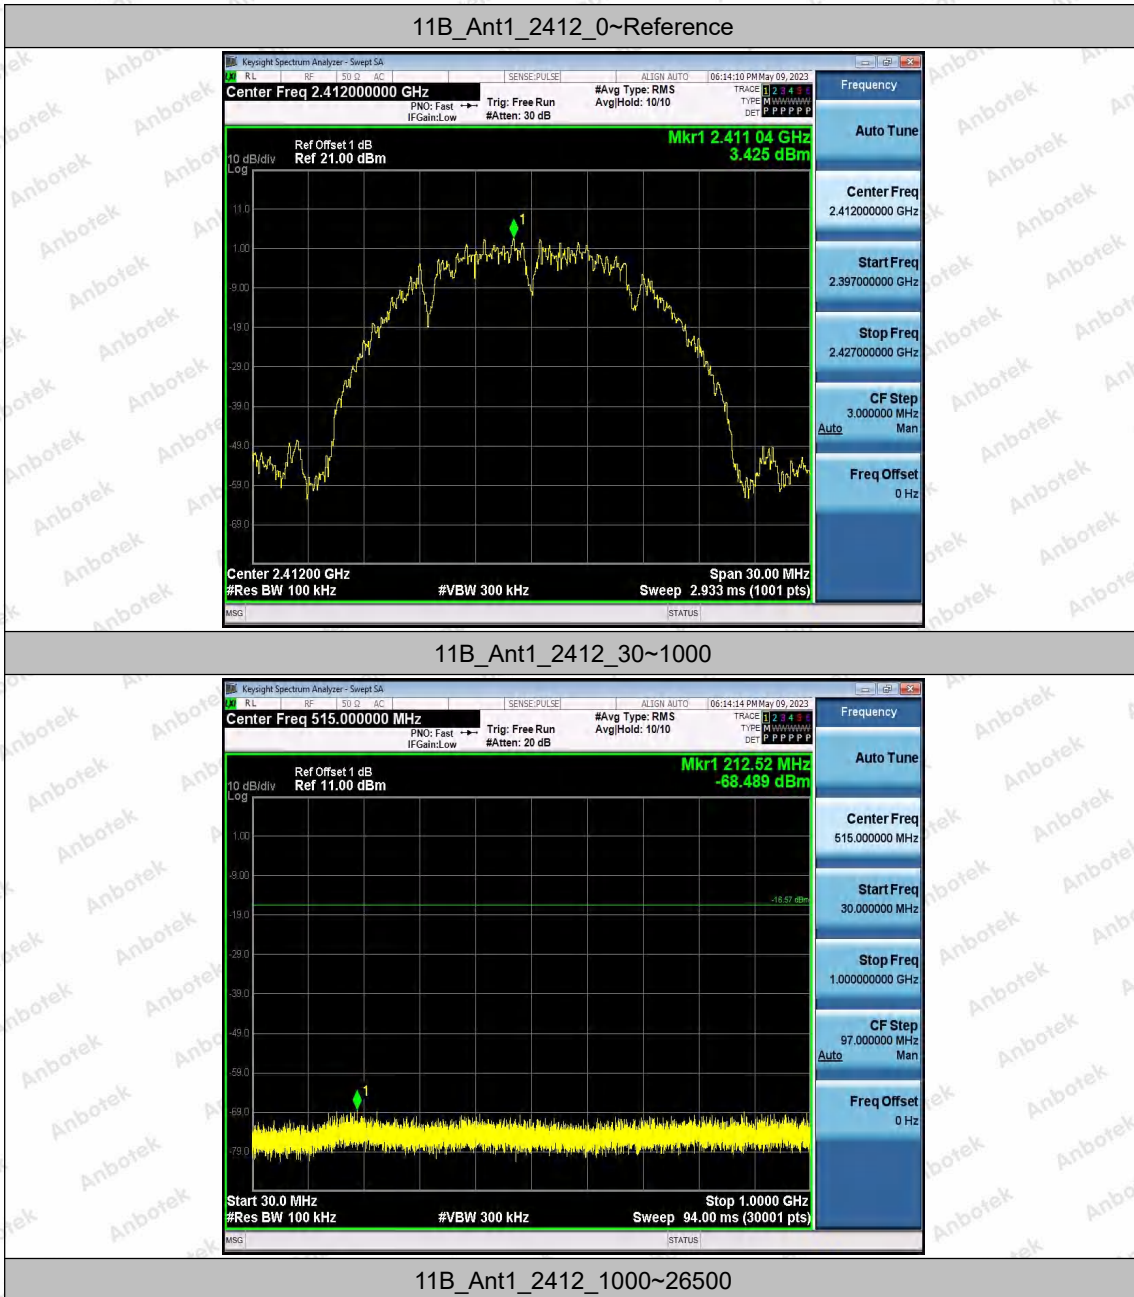 11B_Ant1_2412_0~Reference
Keysight Spectrum Analyzer - Swept SA
LXI RL RF 50 Ω AC SENSE:PULSE ALIGN AUTO 06:14:10 PM May 09, 2023
Center Freq 2.412000000 GHz
PNO: Fast
IFGain:Low
Trig: Free Run
#Atten: 30 dB
#Avg Type: RMS
Avg|Hold: 10/10
TRACE 1 2 3 4 5 6
TYPE M W W W W W
DET P P P P P P
Ref Offset 1 dB
10 dB/div Ref 21.00 dBm
Log
Mkr1 2.411 04 GHz
3.425 dBm
1
11.0
1.00
-9.00
-19.0
-29.0
-39.0
-49.0
-59.0
-69.0
Center 2.41200 GHz Span 30.00 MHz
#Res BW 100 kHz #VBW 300 kHz Sweep 2.933 ms (1001 pts)
MSG STATUS
Frequency
Auto Tune
Center Freq
2.412000000 GHz
Start Freq
2.397000000 GHz
Stop Freq
2.427000000 GHz
CF Step
3.000000 MHz
Auto Man
Freq Offset
0 Hz
11B_Ant1_2412_30~1000
Keysight Spectrum Analyzer - Swept SA
LXI RL RF 50 Ω AC SENSE:PULSE ALIGN AUTO 06:14:14 PM May 09, 2023
Center Freq 515.000000 MHz
PNO: Fast
IFGain:Low
Trig: Free Run
#Atten: 20 dB
#Avg Type: RMS
Avg|Hold: 10/10
TRACE 1 2 3 4 5 6
TYPE M W W W W W
DET P P P P P P
Ref Offset 1 dB
10 dB/div Ref 11.00 dBm
Log
Mkr1 212.52 MHz
-68.489 dBm
1.00
-9.00
-16.57 dBm
-19.0
-29.0
-39.0
-49.0
-59.0
1
-69.0
-79.0
Start 30.0 MHz Stop 1.0000 GHz
#Res BW 100 kHz #VBW 300 kHz Sweep 94.00 ms (30001 pts)
MSG STATUS
Frequency
Auto Tune
Center Freq
515.000000 MHz
Start Freq
30.000000 MHz
Stop Freq
1.000000000 GHz
CF Step
97.000000 MHz
Auto Man
Freq Offset
0 Hz
11B_Ant1_2412_1000~26500
Anbotek